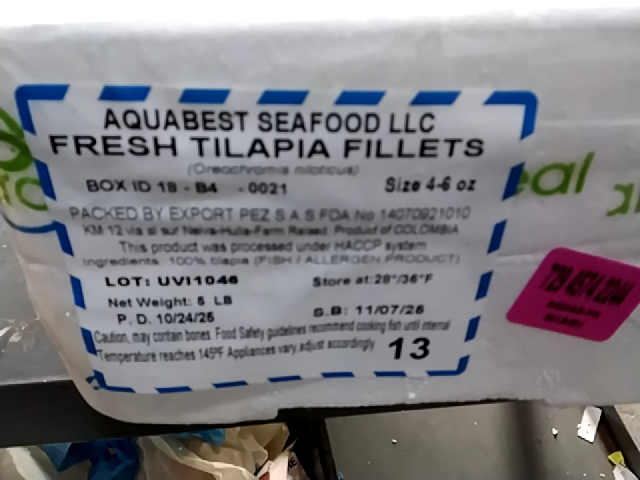 AQUABEST SEAFOOD LLC
FRESH TILAPIA FILLETS
(Oreochromis niloticus)
BOX ID 18 - B4 - 0021
Size 4-6 oz
PACKED BY EXPORT PEZ S A S FDA No 14070921010
KM 12 via al sur Neiva-Huila-Farm Raised. Product of COLOMBIA
This product was processed under HACCP system
Ingredients: 100% tilapia (FISH / ALLERGEN PRODUCT)
LOT: UVI1046
Store at:28°/36°F
Net Weight: 5 LB
P. D. 10/24/25
S.B: 11/07/25
Caution, may contain bones. Food Safety guidelines recommend cooking fish until internal
Temperature reaches 145ºF Appliances vary,adjust accordingly
13
eal